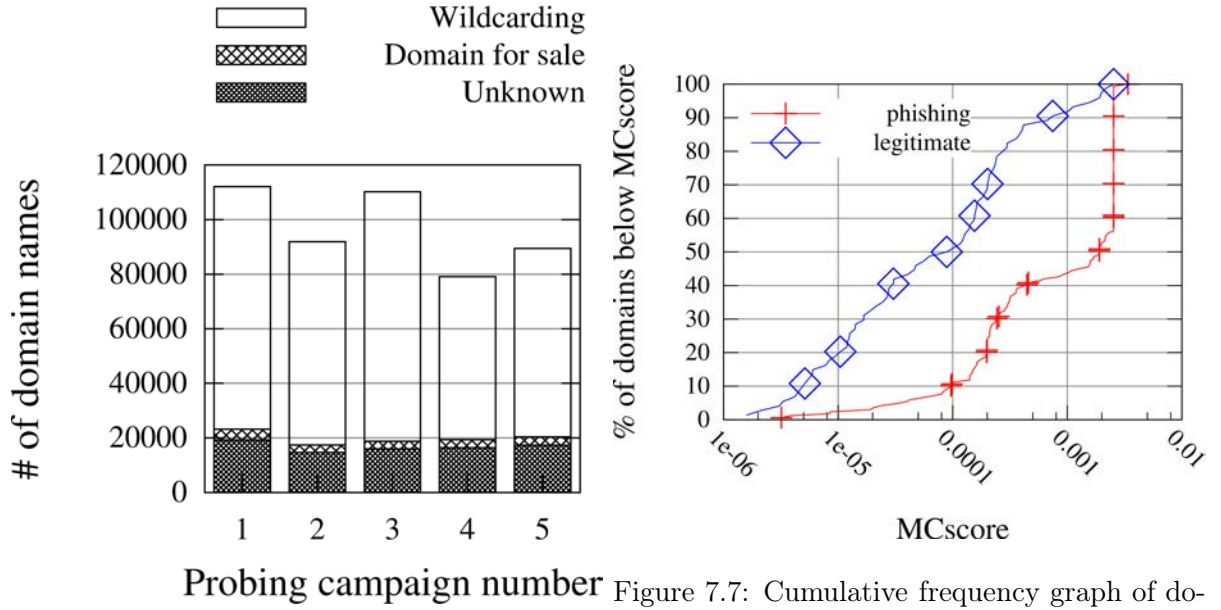 Wildcarding
Domain for sale
Unknown
120000
100000
80000
60000
40000
20000
0
# of domain names
1 2 3 4 5
Probing campaign number
100
90
80
70
60
50
40
30
20
10
0
% of domains below MCscore
phishing
legitimate
1e-06 1e-05 0.0001 0.001 0.01
MCscore
Figure 7.7: Cumulative frequency graph of do-